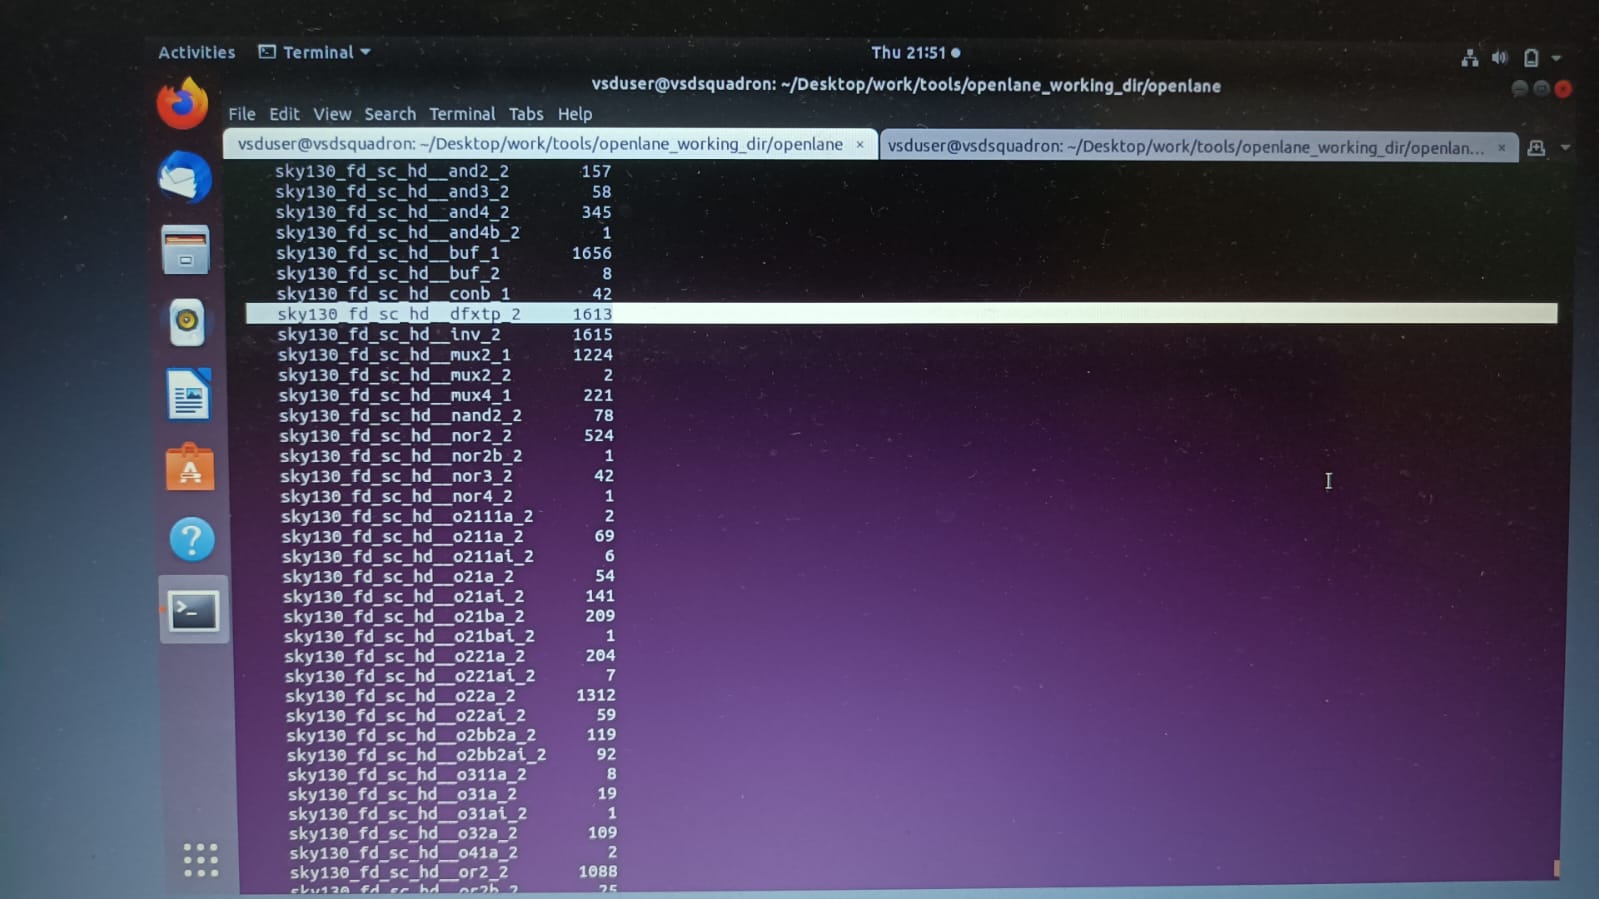 Activities Terminal Thu 21:51
vsduser@vsdsquadron: ~/Desktop/work/tools/openlane_working_dir/openlane
File Edit View Search Terminal Tabs Help
vsduser@vsdsquadron: ~/Desktop/work/tools/openlane_working_dir/openlane × vsduser@vsdsquadron: ~/Desktop/work/tools/openlane_working_dir/openlan... ×
sky130_fd_sc_hd__and2_2 157
sky130_fd_sc_hd__and3_2 58
sky130_fd_sc_hd__and4_2 345
sky130_fd_sc_hd__and4b_2 1
sky130_fd_sc_hd__buf_1 1656
sky130_fd_sc_hd__buf_2 8
sky130_fd_sc_hd__conb_1 42
sky130_fd_sc_hd__dfxtp_2 1613
sky130_fd_sc_hd__inv_2 1615
sky130_fd_sc_hd__mux2_1 1224
sky130_fd_sc_hd__mux2_2 2
sky130_fd_sc_hd__mux4_1 221
sky130_fd_sc_hd__nand2_2 78
sky130_fd_sc_hd__nor2_2 524
sky130_fd_sc_hd__nor2b_2 1
sky130_fd_sc_hd__nor3_2 42
sky130_fd_sc_hd__nor4_2 1
sky130_fd_sc_hd__o2111a_2 2
sky130_fd_sc_hd__o211a_2 69
sky130_fd_sc_hd__o211ai_2 6
sky130_fd_sc_hd__o21a_2 54
sky130_fd_sc_hd__o21ai_2 141
sky130_fd_sc_hd__o21ba_2 209
sky130_fd_sc_hd__o21bai_2 1
sky130_fd_sc_hd__o221a_2 204
sky130_fd_sc_hd__o221ai_2 7
sky130_fd_sc_hd__o22a_2 1312
sky130_fd_sc_hd__o22ai_2 59
sky130_fd_sc_hd__o2bb2a_2 119
sky130_fd_sc_hd__o2bb2ai_2 92
sky130_fd_sc_hd__o311a_2 8
sky130_fd_sc_hd__o31a_2 19
sky130_fd_sc_hd__o31ai_2 1
sky130_fd_sc_hd__o32a_2 109
sky130_fd_sc_hd__o41a_2 2
sky130_fd_sc_hd__or2_2 1088
sky130_fd_sc_hd__or2b_2 25